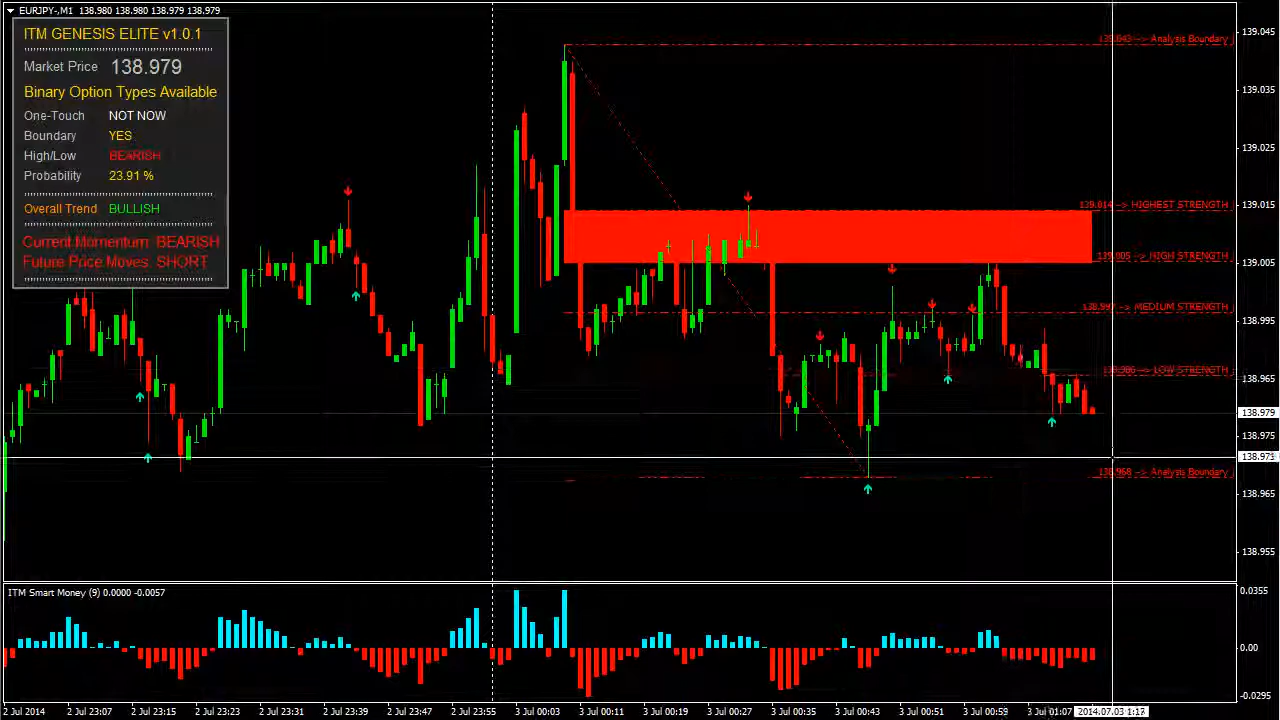 EURJPY-,M1 138.980 138.980 138.979 138.979
ITM GENESIS ELITE v1.0.1
Market Price 138.979
Binary Option Types Available
One-Touch NOT NOW
Boundary YES
High/Low BEARISH
Probability 23.91 %
Overall Trend BULLISH
Current Momentum: BEARISH
Future Price Moves: SHORT
139.043 --> Analysis Boundary
139.014 --> HIGHEST STRENGTH
139.005 --> HIGH STRENGTH
138.997 --> MEDIUM STRENGTH
138.986 --> LOW STRENGTH
138.968 --> Analysis Boundary
139.045
139.035
139.025
139.015
139.005
138.995
138.985
138.979
138.975
138.971
138.965
138.955
ITM Smart Money (9) 0.0000 -0.0057
0.0355
0.00
-0.0295
2 Jul 2014 2 Jul 23:07 2 Jul 23:15 2 Jul 23:23 2 Jul 23:31 2 Jul 23:39 2 Jul 23:47 2 Jul 23:55 3 Jul 00:03 3 Jul 00:11 3 Jul 00:19 3 Jul 00:27 3 Jul 00:35 3 Jul 00:43 3 Jul 00:51 3 Jul 00:59 3 Jul 01:07 2014.07.03 1:17